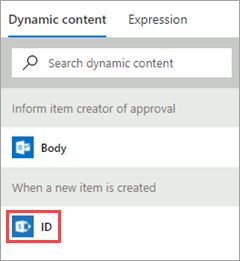 Dynamic content Expression
Search dynamic content
Inform item creator of approval
Body
When a new item is created
ID